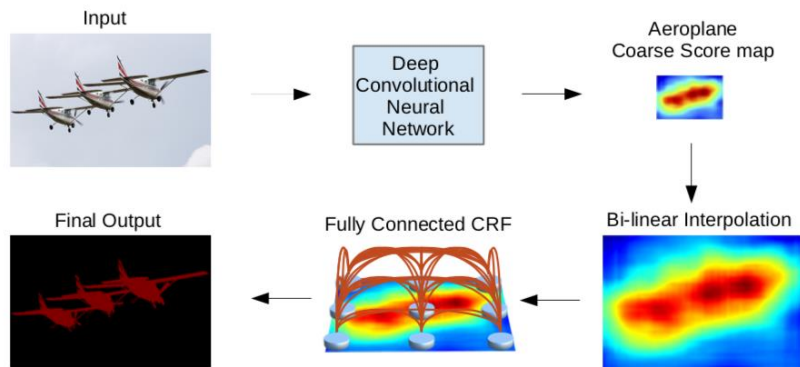 Input
Deep
Convolutional
Neural
Network
Aeroplane
Coarse Score map
Final Output
Fully Connected CRF
Bi-linear Interpolation